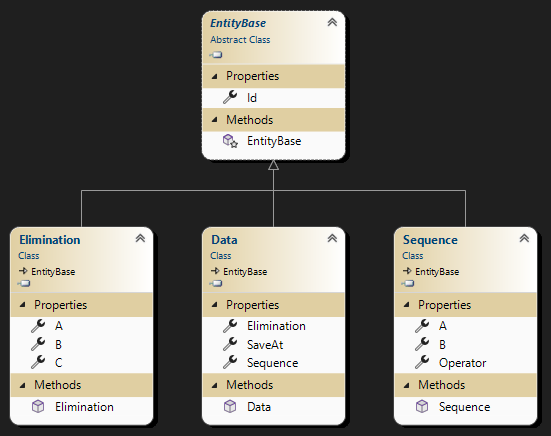 EntityBase
Abstract Class
Properties
Id
Methods
EntityBase
Elimination
Class
EntityBase
Properties
A
B
C
Methods
Elimination
Data
Class
EntityBase
Properties
Elimination
SaveAt
Sequence
Methods
Data
Sequence
Class
EntityBase
Properties
A
B
Operator
Methods
Sequence